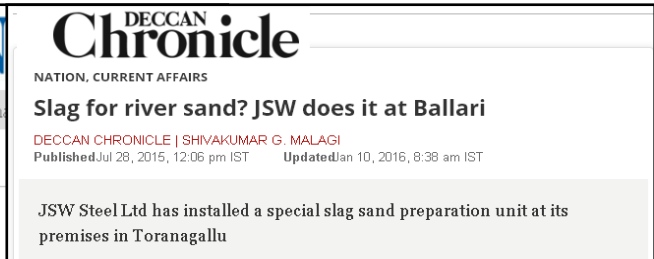 DECCAN
Chronicle
NATION, CURRENT AFFAIRS
Slag for river sand? JSW does it at Ballari
DECCAN CHRONICLE | SHIVAKUMAR G. MALAGI
PublishedJul 28, 2015, 12:06 pm IST UpdatedJan 10, 2016, 8:38 am IST
JSW Steel Ltd has installed a special slag sand preparation unit at its
premises in Toranagallu